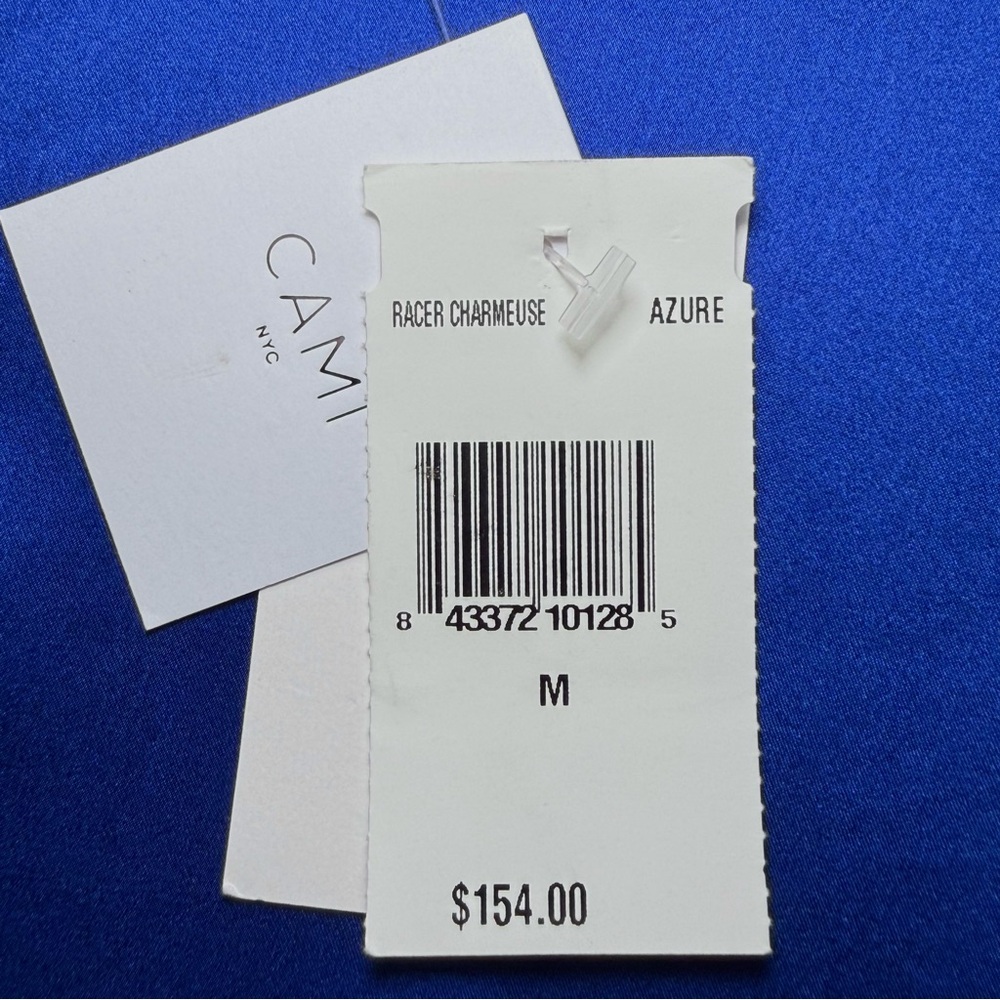 CAMI
NYC
RACER CHARMEUSE AZURE
8 43372 10128 5
M
$154.00